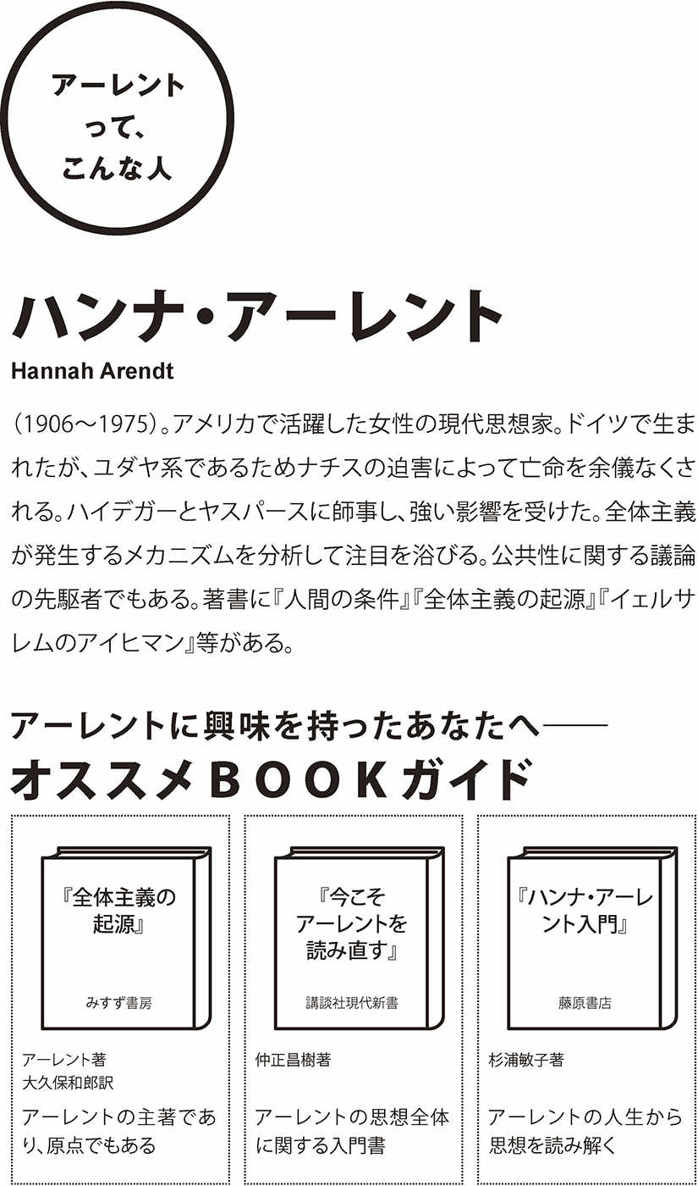 アーレント
って、
こんな人
ハンナ・アーレント
Hannah Arendt
（1906〜1975）。アメリカで活躍した女性の現代思想家。ドイツで生ま
れたが、ユダヤ系であるためナチスの迫害によって亡命を余儀なくさ
れる。ハイデガーとヤスパースに師事し、強い影響を受けた。全体主義
が発生するメカニズムを分析して注目を浴びる。公共性に関する議論
の先駆者でもある。著書に『人間の条件』『全体主義の起源』『イェルサ
レムのアイヒマン』等がある。
アーレントに興味を持ったあなたへ――
オススメBOOKガイド
『全体主義の
起源』
みすず書房
アーレント著
大久保和郎訳
アーレントの主著であ
り、原点でもある
『今こそ
アーレントを
読み直す』
講談社現代新書
仲正昌樹著
アーレントの思想全体
に関する入門書
『ハンナ・アーレ
ント入門』
藤原書店
杉浦敏子著
アーレントの人生から
思想を読み解く